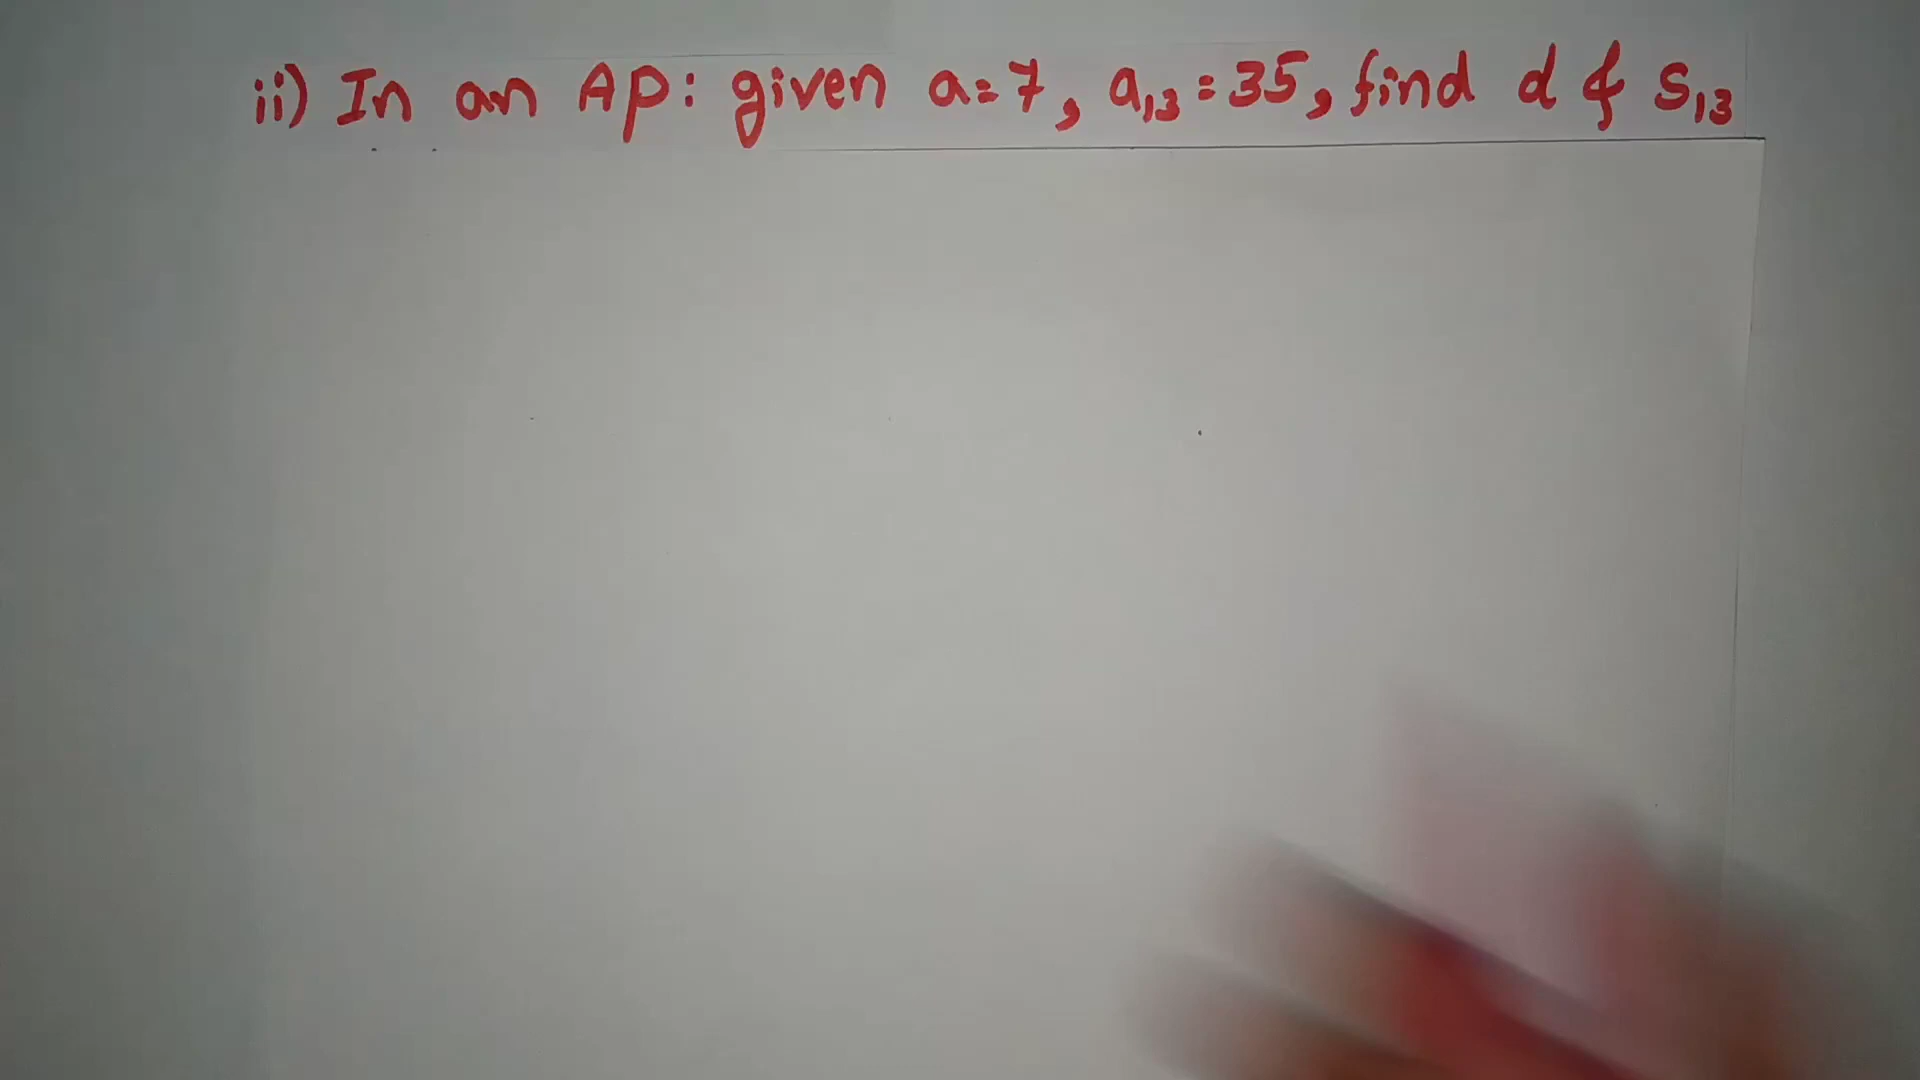 ii) In an AP: given a=7, a₁₃=35, find d & S₁₃